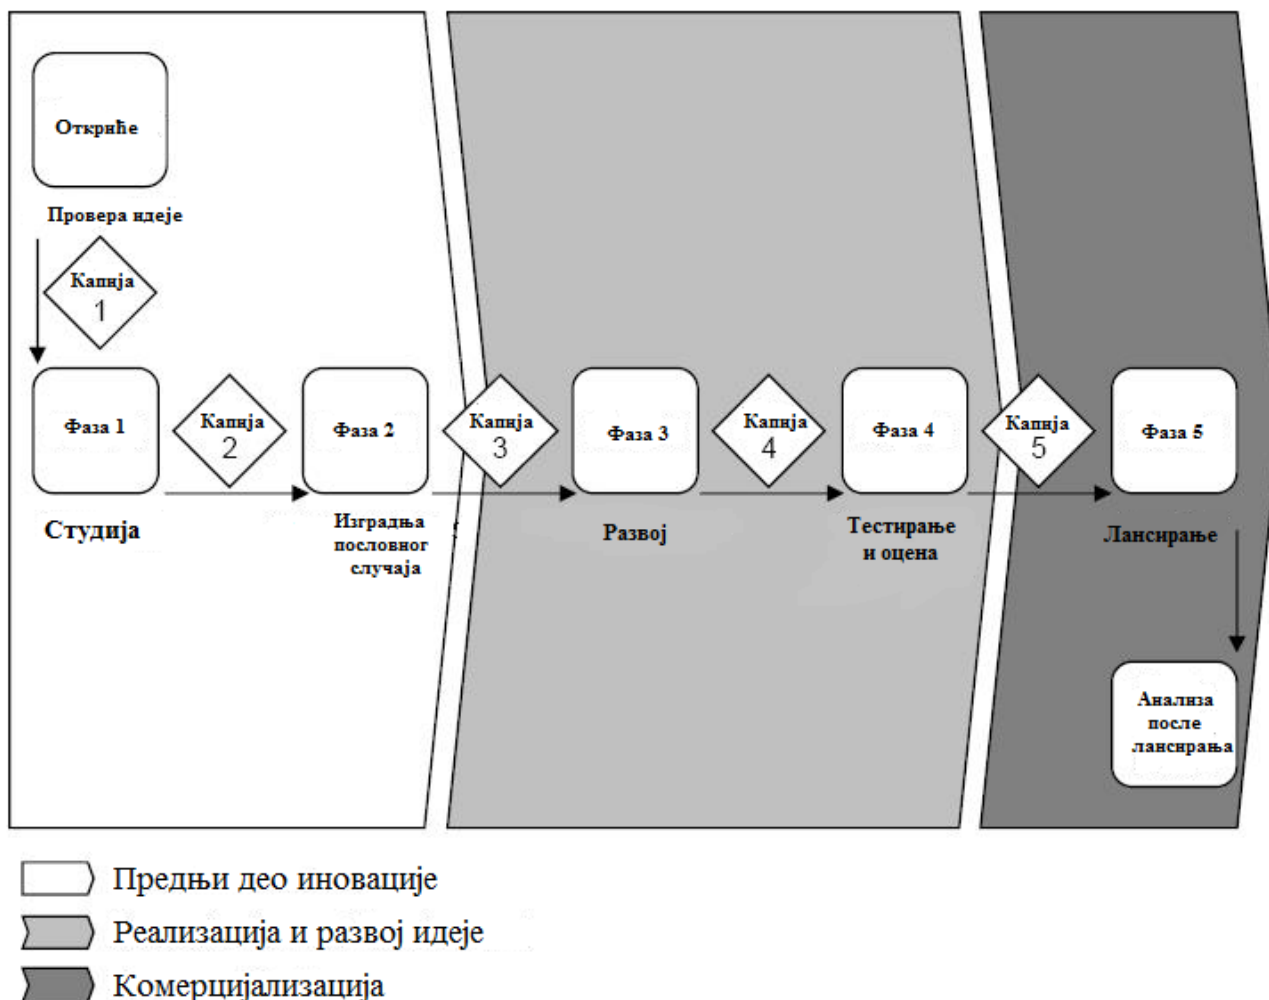 Откриће
Провера идеје
Капија
1
Фаза 1
Капија
2
Фаза 2
Капија
3
Фаза 3
Капија
4
Фаза 4
Капија
5
Фаза 5
Студија
Изградња
пословног
случаја
Развој
Тестирање
и оцена
Лансирање
Анализа
после
лансирања
Предњи део иновације
Реализација и развој идеје
Комерцијализација